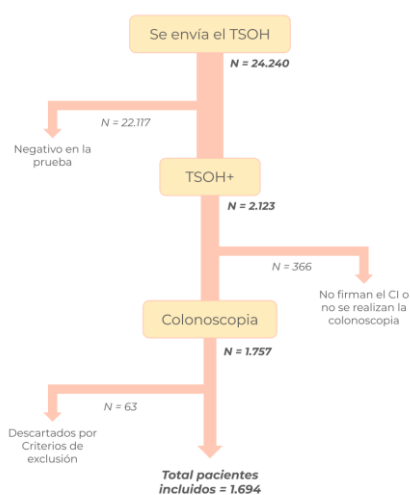 Se envía el TSOH
N = 24.240
N = 22.117
Negativo en la
prueba
TSOH+
N = 2.123
N = 366
No firman el CI o
no se realizan la
colonoscopia
Colonoscopia
N = 1.757
N = 63
Descartados por
Criterios de
exclusión
Total pacientes
incluidos = 1.694